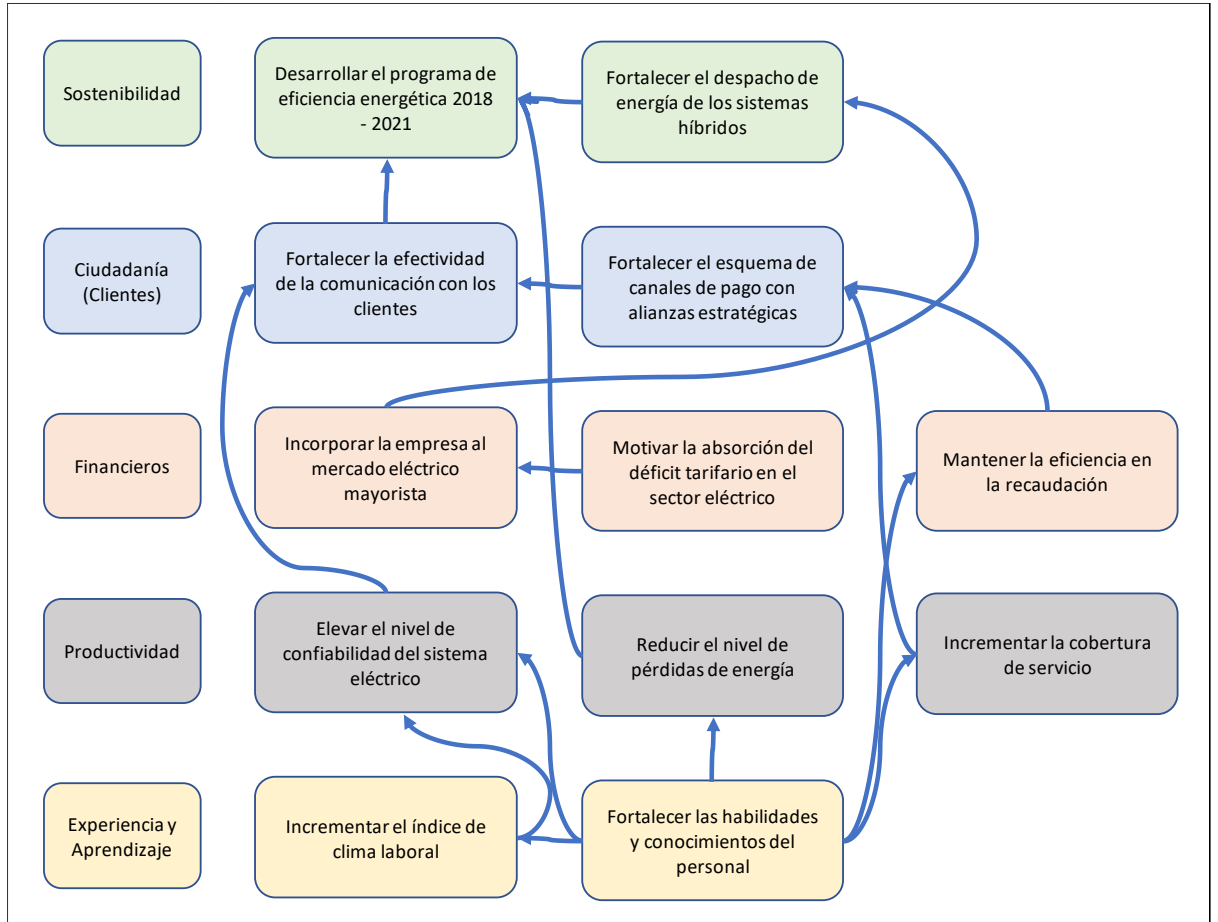 Sostenibilidad
Desarrollar el programa de
eficiencia energética 2018
- 2021
Fortalecer el despacho de
energía de los sistemas
híbridos
Ciudadanía
(Clientes)
Fortalecer la efectividad
de la comunicación con los
clientes
Fortalecer el esquema de
canales de pago con
alianzas estratégicas
Financieros
Incorporar la empresa al
mercado eléctrico
mayorista
Motivar la absorción del
déficit tarifario en el
sector eléctrico
Mantener la eficiencia en
la recaudación
Productividad
Elevar el nivel de
confiabilidad del sistema
eléctrico
Reducir el nivel de
pérdidas de energía
Incrementar la cobertura
de servicio
Experiencia y
Aprendizaje
Incrementar el índice de
clima laboral
Fortalecer las habilidades
y conocimientos del
personal